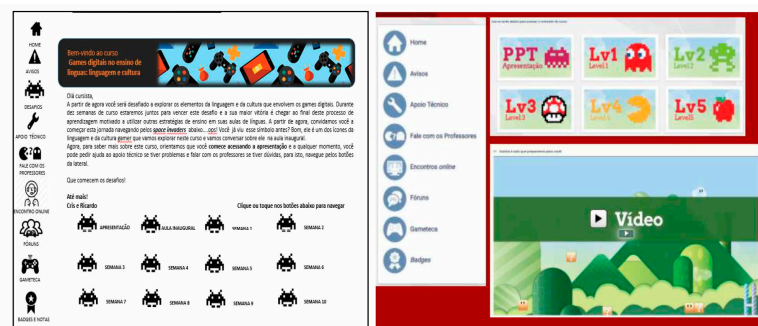 HOME
AVISOS
DESAFIOS
APOIO TÉCNICO
FALE COM OS
PROFESSORES
ENCONTRO ONLINE
FÓRUNS
GAMETECA
BADGES E NOTAS
Bem-vindo ao curso
Games digitais no ensino de
línguas: linguagem e cultura
Olá cursista,
A partir de agora você será desafiado a explorar os elementos da linguagem e da cultura que envolvem os games digitais. Durante
dez semanas de curso estaremos juntos para vencer este desafio e a sua maior vitória é chegar ao final deste processo de
aprendizagem motivado a utilizar outras estratégias de ensino em suas aulas de línguas. A partir de agora, convidamos você a
começar esta jornada navegando pelos space invaders abaixo....ops! Você já viu esse símbolo antes? Bom, ele é um dos ícones da
linguagem e da cultura gamer que vamos explorar neste curso e vamos conversar sobre ele na aula inaugural.
Agora, para saber mais sobre este curso, orientamos que você comece acessando a apresentação e a qualquer momento, você
pode pedir ajuda ao apoio técnico se tiver problemas e falar com os professores se tiver dúvidas, para isto, navegue pelos botões
da lateral.
Que comecem os desafios!
Até mais!
Cris e Ricardo
Clique ou toque nos botões abaixo para navegar
APRESENTAÇÃO
AULA INAUGURAL
SEMANA 1
SEMANA 2
SEMANA 3
SEMANA 4
SEMANA 5
SEMANA 6
SEMANA 7
SEMANA 8
SEMANA 9
SEMANA 10
Home
Avisos
Apoio Técnico
Fale com os Professores
Encontros online
Fóruns
Gameteca
Badges
PPT
Apresentação
Lv1
Level 1
Lv2
Level 2
Lv3
Level 3
Lv4
Level 4
Lv5
Level5
Vídeo